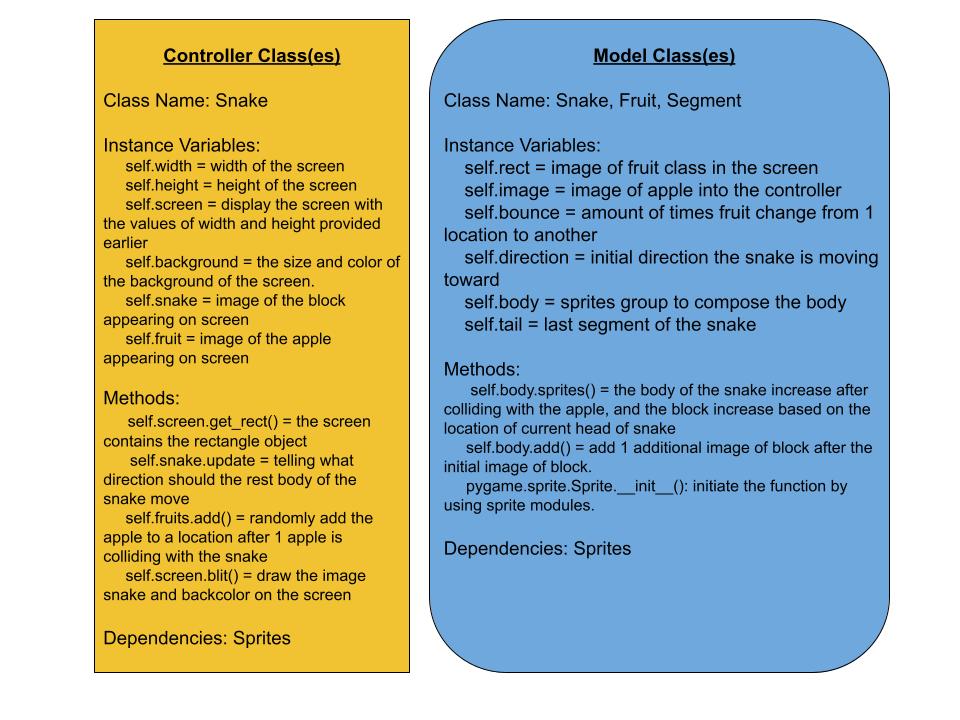 Controller Class(es)
Class Name: Snake
Instance Variables:
self.width = width of the screen
self.height = height of the screen
self.screen = display the screen with
the values of width and height provided
earlier
self.background = the size and color of
the background of the screen.
self.snake = image of the block
appearing on screen
self.fruit = image of the apple
appearing on screen
Methods:
self.screen.get_rect() = the screen
contains the rectangle object
self.snake.update = telling what
direction should the rest body of the
snake move
self.fruits.add() = randomly add the
apple to a location after 1 apple is
colliding with the snake
self.screen.blit() = draw the image
snake and backcolor on the screen
Dependencies: Sprites
Model Class(es)
Class Name: Snake, Fruit, Segment
Instance Variables:
self.rect = image of fruit class in the screen
self.image = image of apple into the controller
self.bounce = amount of times fruit change from 1
location to another
self.direction = initial direction the snake is moving
toward
self.body = sprites group to compose the body
self.tail = last segment of the snake
Methods:
self.body.sprites() = the body of the snake increase after
colliding with the apple, and the block increase based on the
location of current head of snake
self.body.add() = add 1 additional image of block after the
initial image of block.
pygame.sprite.Sprite.__init__(): initiate the function by
using sprite modules.
Dependencies: Sprites